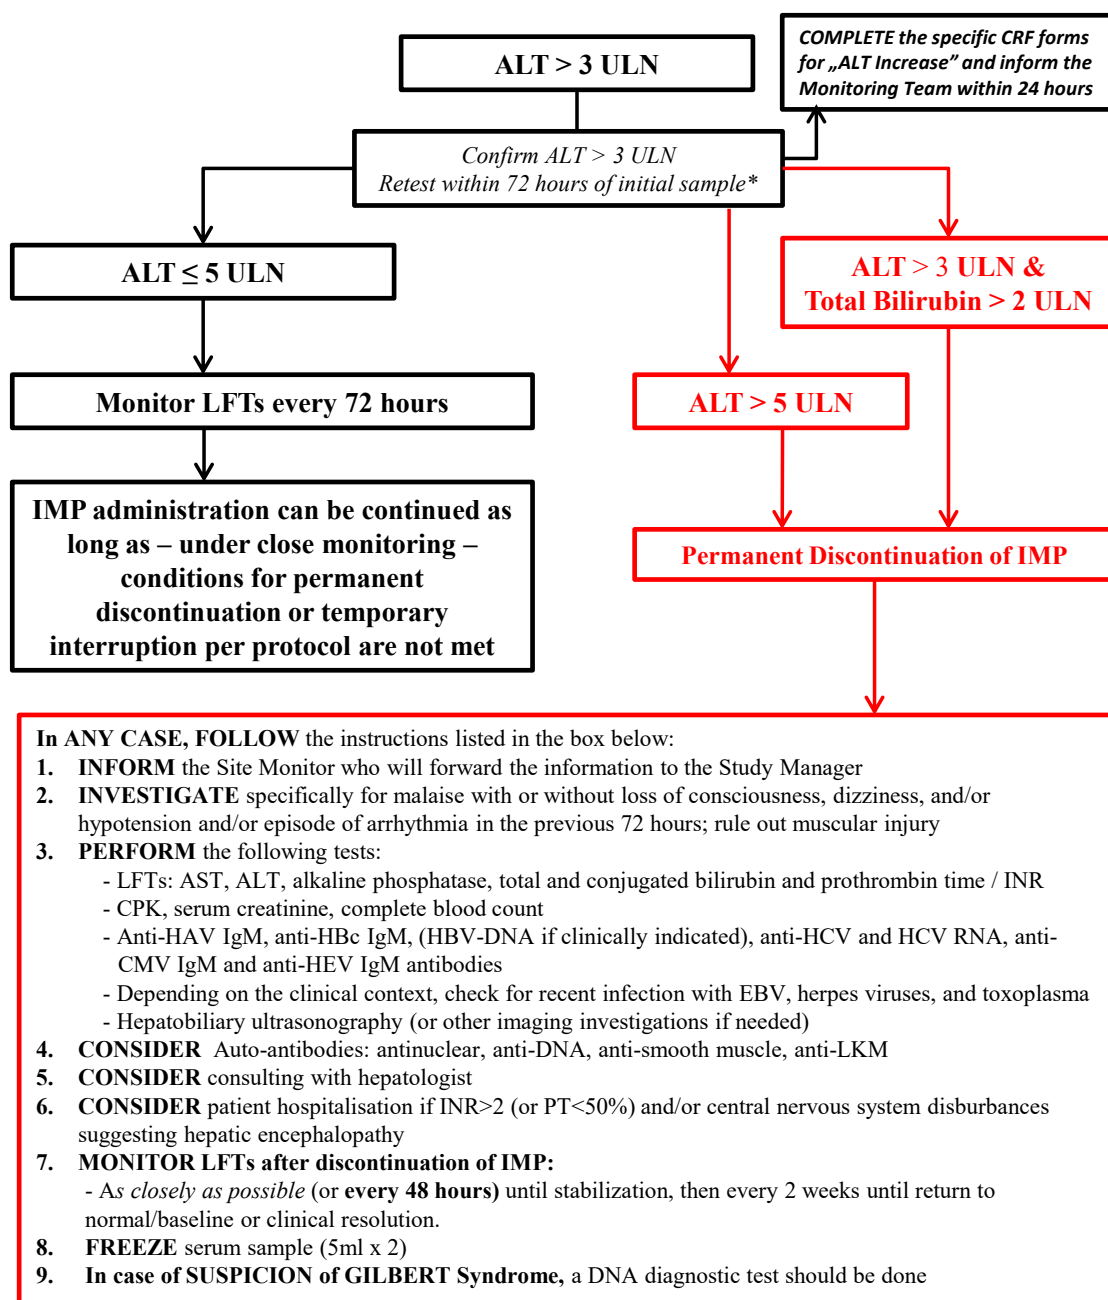 ALT > 3 ULN
COMPLETE the specific CRF forms
for „ALT Increase” and inform the
Monitoring Team within 24 hours
Confirm ALT > 3 ULN
Retest within 72 hours of initial sample*
ALT ≤ 5 ULN
ALT > 3 ULN &
Total Bilirubin > 2 ULN
Monitor LFTs every 72 hours
ALT > 5 ULN
IMP administration can be continued as
long as – under close monitoring –
conditions for permanent
discontinuation or temporary
interruption per protocol are not met
Permanent Discontinuation of IMP
In ANY CASE, FOLLOW the instructions listed in the box below:
1. INFORM the Site Monitor who will forward the information to the Study Manager
2. INVESTIGATE specifically for malaise with or without loss of consciousness, dizziness, and/or
hypotension and/or episode of arrhythmia in the previous 72 hours; rule out muscular injury
3. PERFORM the following tests:
- LFTs: AST, ALT, alkaline phosphatase, total and conjugated bilirubin and prothrombin time / INR
- CPK, serum creatinine, complete blood count
- Anti-HAV IgM, anti-HBc IgM, (HBV-DNA if clinically indicated), anti-HCV and HCV RNA, anti-
CMV IgM and anti-HEV IgM antibodies
- Depending on the clinical context, check for recent infection with EBV, herpes viruses, and toxoplasma
- Hepatobiliary ultrasonography (or other imaging investigations if needed)
4. CONSIDER Auto-antibodies: antinuclear, anti-DNA, anti-smooth muscle, anti-LKM
5. CONSIDER consulting with hepatologist
6. CONSIDER patient hospitalisation if INR>2 (or PT<50%) and/or central nervous system disturbances
suggesting hepatic encephalopathy
7. MONITOR LFTs after discontinuation of IMP:
- As closely as possible (or every 48 hours) until stabilization, then every 2 weeks until return to
normal/baseline or clinical resolution.
8. FREEZE serum sample (5ml x 2)
9. In case of SUSPICION of GILBERT Syndrome, a DNA diagnostic test should be done